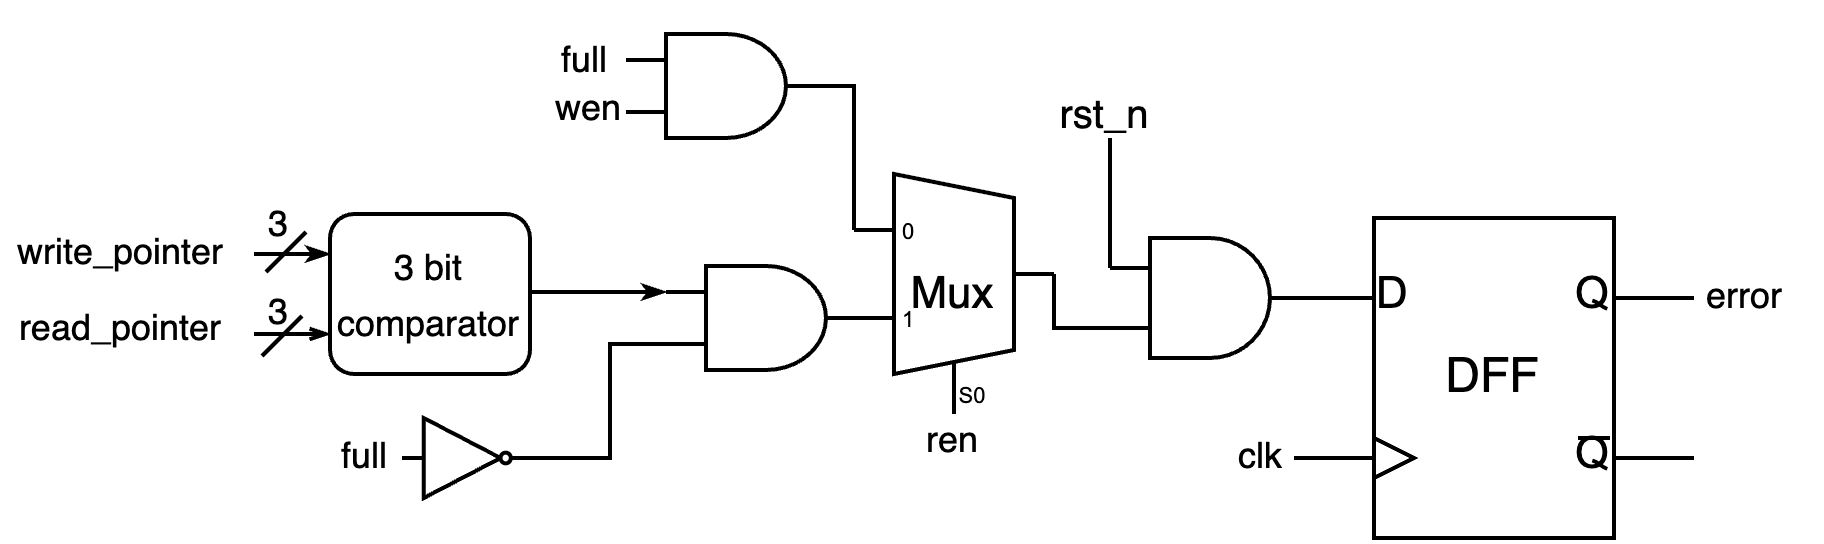 full
wen
rst_n
write_pointer
3
read_pointer
3
3 bit
comparator
0
Mux
1
S0
ren
full
D
Q
error
DFF
clk
Q̅